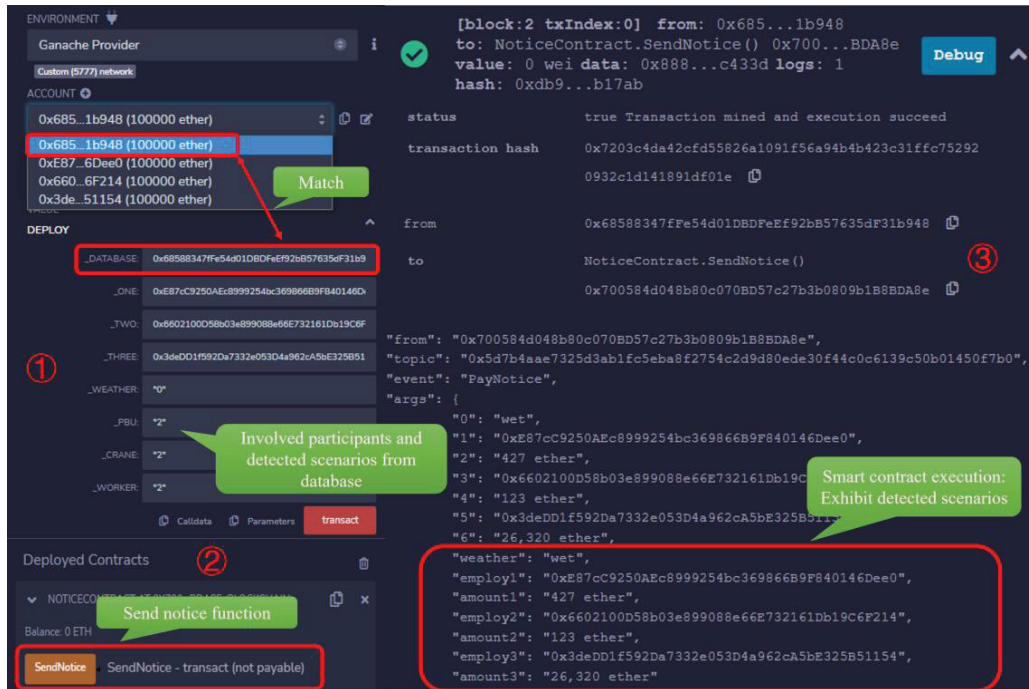 ENVIRONMENT
Ganache Provider
i
Custom (5777) network
ACCOUNT
0x685...1b948 (100000 ether)
0x685...1b948 (100000 ether)
0xE87...6Dee0 (100000 ether)
0x660...6F214 (100000 ether)
0x3de...51154 (100000 ether)
Match
DEPLOY
_DATABASE: 0x68588347fFe54d01DBDFeEf92bB57635dF31b9
_ONE: 0xE87cC9250AEc8999254bc369866B9F840146D
_TWO: 0x6602100D58b03e899088e66E732161Db19C6F
_THREE: 0x3deDD1f592Da7332e053D4a962cA5bE325B51
①
_WEATHER: "0"
_PBU: "2"
_CRANE: "2"
_WORKER: "2"
Involved participants and
detected scenarios from
database
Calldata Parameters transact
Deployed Contracts
②
NOTICECONTRACT AT
Send notice function
Balance: 0 ETH
SendNotice SendNotice - transact (not payable)
[block:2 txIndex:0] from: 0x685...1b948
to: NoticeContract.SendNotice() 0x700...BDA8e
value: 0 wei data: 0x888...c433d logs: 1
hash: 0xdb9...b17ab
Debug
status true Transaction mined and execution succeed
transaction hash 0x7203c4da42cfd55826a1091f56a94b4b423c31ffc75292
0932c1d141891df01e
from 0x68588347fFe54d01DBDFeEf92bB57635dF31b948
to NoticeContract.SendNotice()
③
0x700584d048b80c070BD57c27b3b0809b1B8BDA8e
"from": "0x700584d048b80c070BD57c27b3b0809b1B8BDA8e",
"topic": "0x5d7b4aae7325d3ab1fc5eba8f2754c2d9d80ede30f44c0c6139c50b01450f7b0",
"event": "PayNotice",
"args": {
"0": "wet",
"1": "0xE87cC9250AEc8999254bc369866B9F840146Dee0",
"2": "427 ether",
"3": "0x6602100D58b03e899088e66E732161Db19C
"4": "123 ether",
"5": "0x3deDD1f592Da7332e053D4a962cA5bE325B51154",
"6": "26,320 ether",
Smart contract execution:
Exhibit detected scenarios
"weather": "wet",
"employ1": "0xE87cC9250AEc8999254bc369866B9F840146Dee0",
"amount1": "427 ether",
"employ2": "0x6602100D58b03e899088e66E732161Db19C6F214",
"amount2": "123 ether",
"employ3": "0x3deDD1f592Da7332e053D4a962cA5bE325B51154",
"amount3": "26,320 ether"